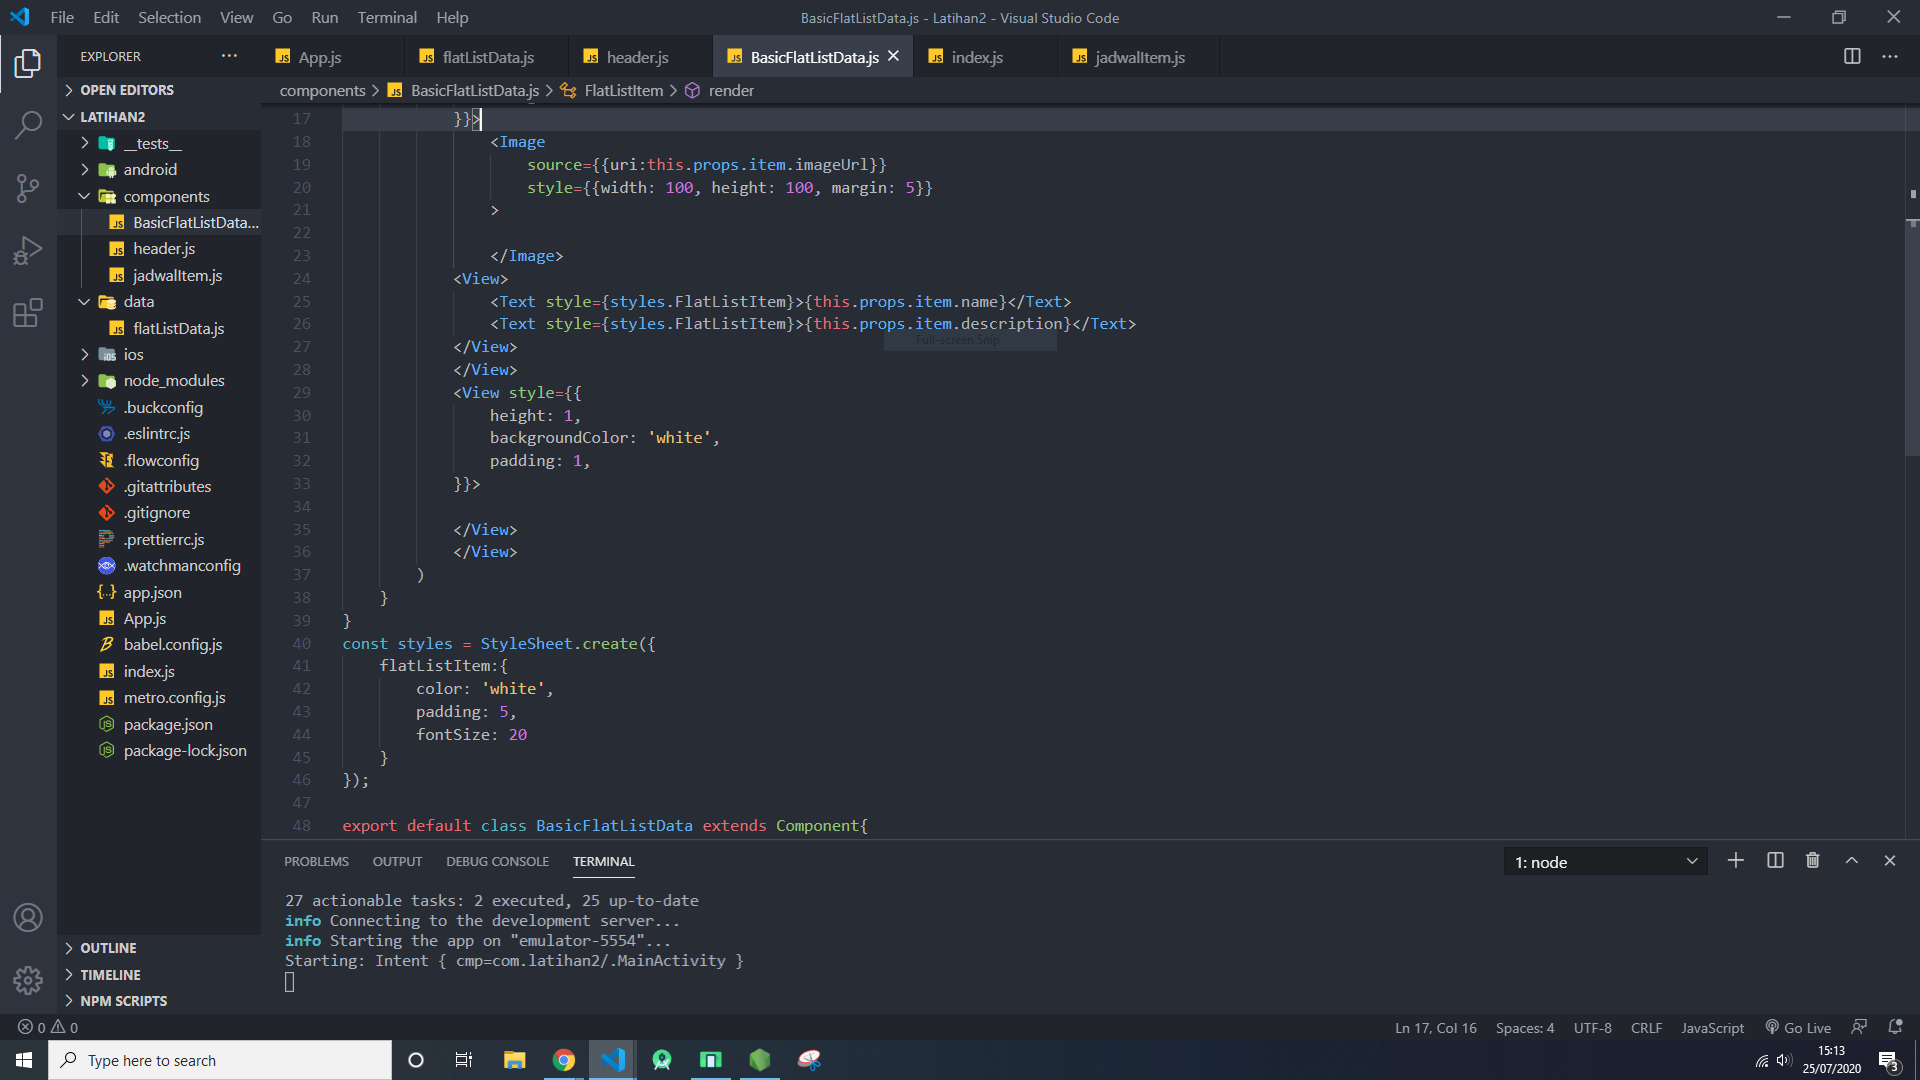 File Edit Selection View Go Run Terminal Help
BasicFlatListData.js - Latihan2 - Visual Studio Code
EXPLORER
App.js
flatListData.js
header.js
BasicFlatListData.js
index.js
jadwalItem.js
OPEN EDITORS
LATIHAN2
__tests__
android
components
BasicFlatListData...
header.js
jadwalItem.js
data
flatListData.js
ios
node_modules
.buckconfig
.eslintrc.js
.flowconfig
.gitattributes
.gitignore
.prettierrc.js
.watchmanconfig
app.json
App.js
babel.config.js
index.js
metro.config.js
package.json
package-lock.json
OUTLINE
TIMELINE
NPM SCRIPTS
components > BasicFlatListData.js > FlatListItem > render
17 }}>
18 <Image
19 source={{uri:this.props.item.imageUrl}}
20 style={{width: 100, height: 100, margin: 5}}
21 >
22
23 </Image>
24 <View>
25 <Text style={styles.FlatListItem}>{this.props.item.name}</Text>
26 <Text style={styles.FlatListItem}>{this.props.item.description}</Text>
Full-screen Snip
27 </View>
28 </View>
29 <View style={{
30 height: 1,
31 backgroundColor: 'white',
32 padding: 1,
33 }}>
34
35 </View>
36 </View>
37 )
38 }
39 }
40 const styles = StyleSheet.create({
41 flatListItem:{
42 color: 'white',
43 padding: 5,
44 fontSize: 20
45 }
46 });
47
48 export default class BasicFlatListData extends Component{
PROBLEMS OUTPUT DEBUG CONSOLE TERMINAL
1: node
27 actionable tasks: 2 executed, 25 up-to-date
info Connecting to the development server...
info Starting the app on "emulator-5554"...
Starting: Intent { cmp=com.latihan2/.MainActivity }
0 0
Ln 17, Col 16 Spaces: 4 UTF-8 CRLF JavaScript Go Live
Type here to search
15:13
25/07/2020
3